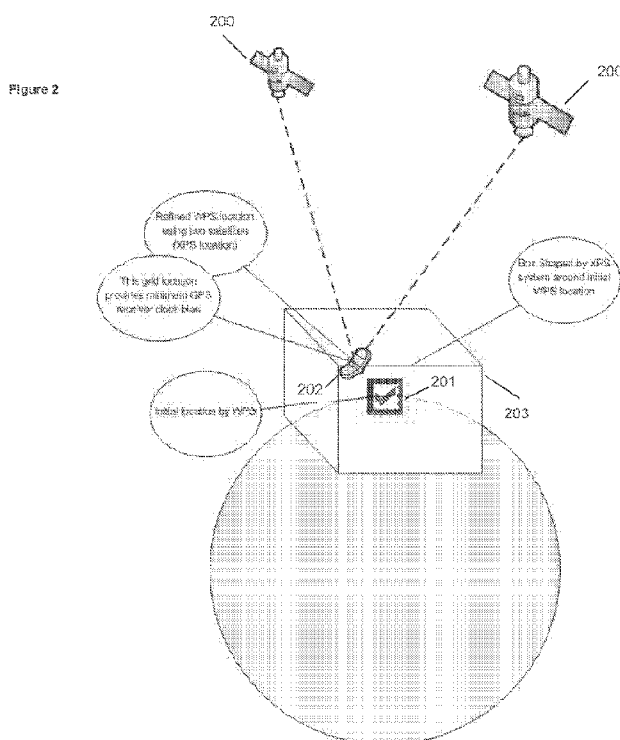 200
Figure 2
200
Refined WPS location
using two satellites
(XPS location)
This grid location
provides minimum GPS
receiver clock bias
Box Shaped by XPS
system around initial
WPS location
202
201
203
Initial location by WPS